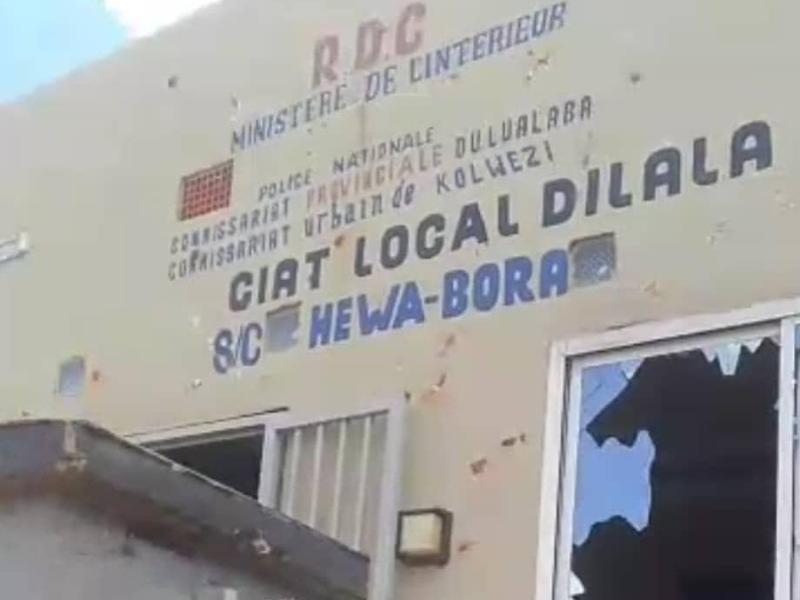 R.D.C
MINISTERE DE L'INTERIEUR
POLICE NATIONALE
COMMISSARIAT PROVINCIALE DU LUALABA
COMMISSARIAT Urbain de KOLWEZI
CIAT LOCAL DILALA
S/C HEWA-BORA